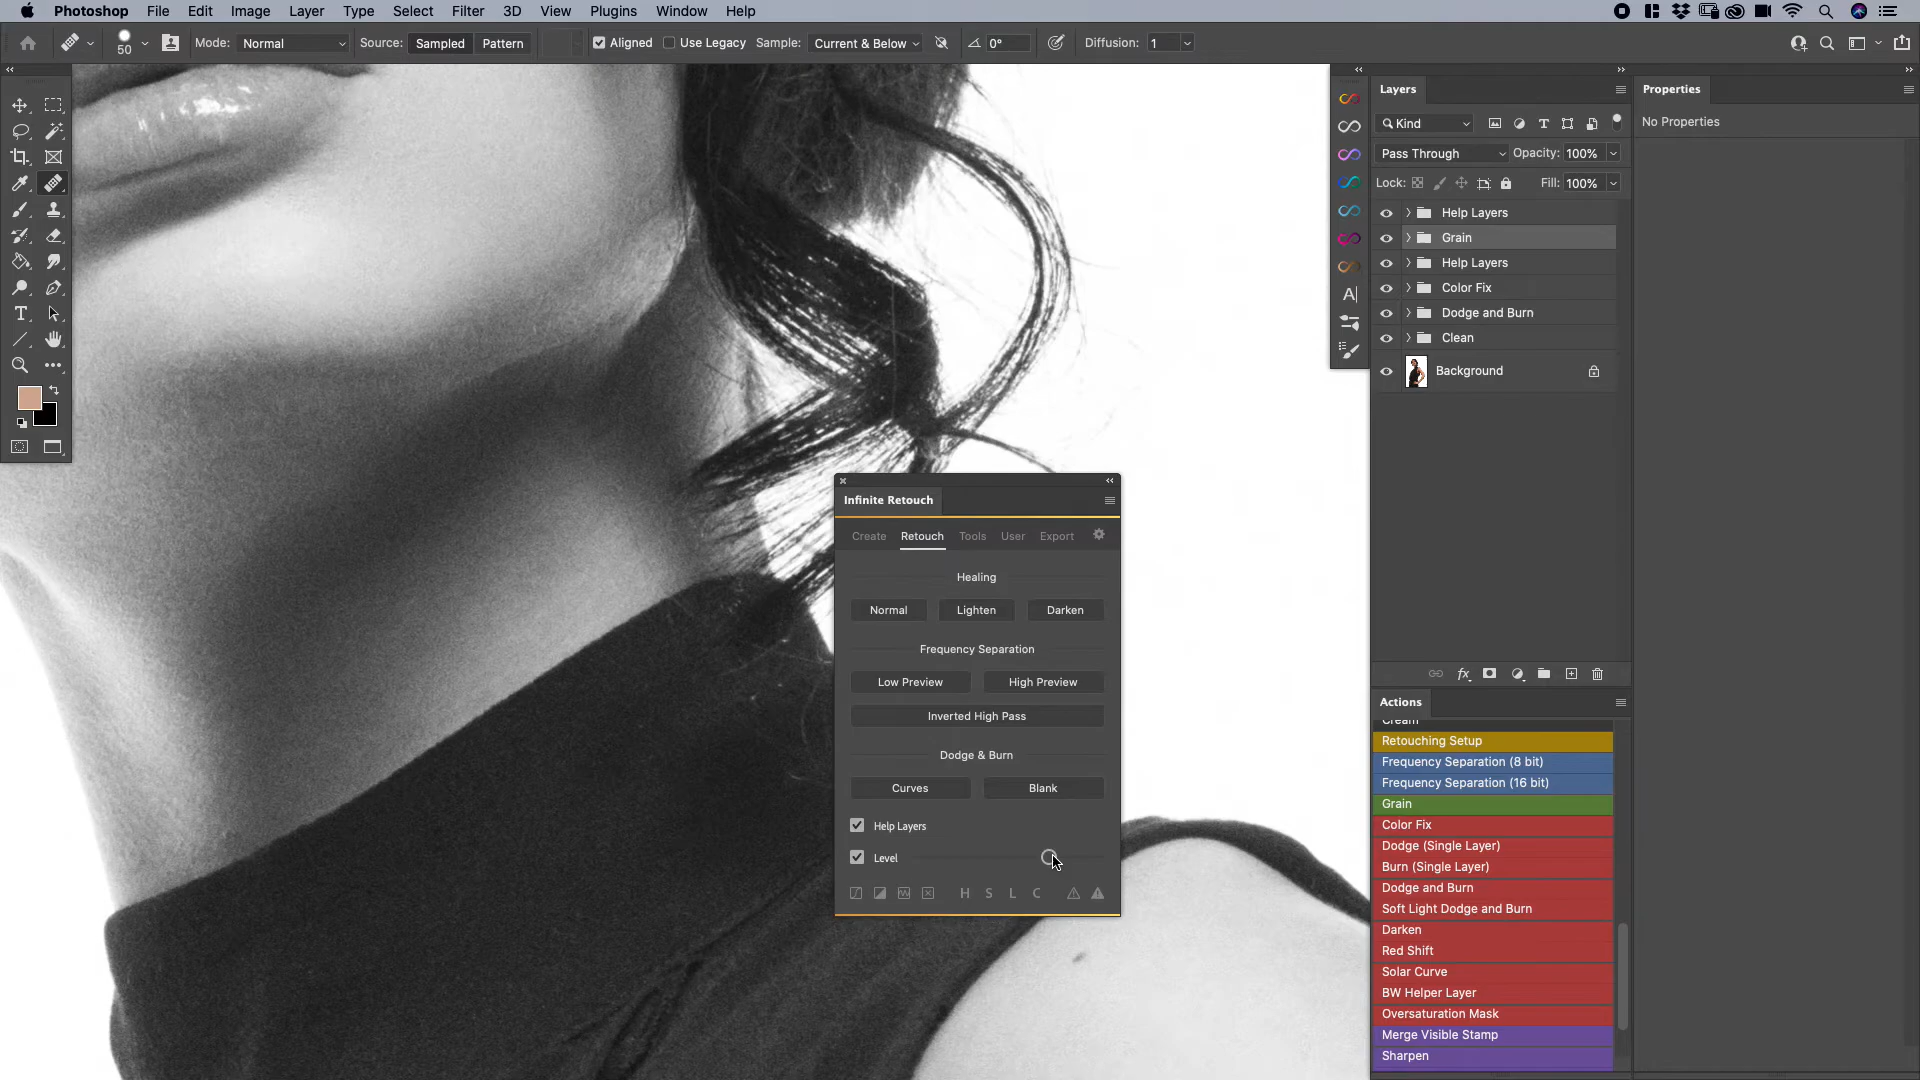 Photoshop File Edit Image Layer Type Select Filter 3D View Plugins Window Help
50 Mode: Normal Source: Sampled Pattern Aligned Use Legacy Sample: Current & Below 0° Diffusion: 1
Layers
Kind
Pass Through Opacity: 100%
Lock: Fill: 100%
Help Layers
Grain
Help Layers
Color Fix
Dodge and Burn
Clean
Background
Properties
No Properties
Infinite Retouch
Create Retouch Tools User Export
Healing
Normal Lighten Darken
Frequency Separation
Low Preview High Preview
Inverted High Pass
Dodge & Burn
Curves Blank
Help Layers
Level
H S L C
Actions
Cream
Retouching Setup
Frequency Separation (8 bit)
Frequency Separation (16 bit)
Grain
Color Fix
Dodge (Single Layer)
Burn (Single Layer)
Dodge and Burn
Soft Light Dodge and Burn
Darken
Red Shift
Solar Curve
BW Helper Layer
Oversaturation Mask
Merge Visible Stamp
Sharpen